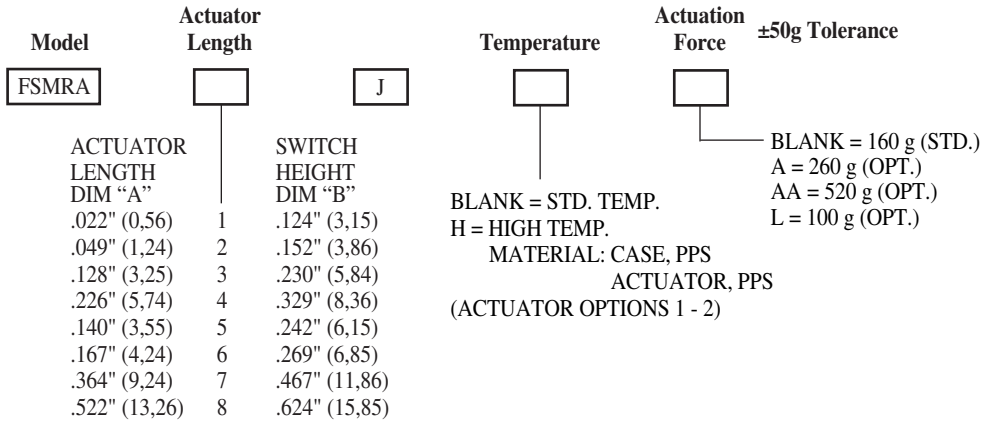 Model
Actuator
Length
Temperature
Actuation
Force
±50g Tolerance
FSMRA
J
ACTUATOR
LENGTH
DIM “A”
SWITCH
HEIGHT
DIM “B”
.022" (0,56) 1 .124" (3,15)
.049" (1,24) 2 .152" (3,86)
.128" (3,25) 3 .230" (5,84)
.226" (5,74) 4 .329" (8,36)
.140" (3,55) 5 .242" (6,15)
.167" (4,24) 6 .269" (6,85)
.364" (9,24) 7 .467" (11,86)
.522" (13,26) 8 .624" (15,85)
BLANK = STD. TEMP.
H = HIGH TEMP.
MATERIAL: CASE, PPS
ACTUATOR, PPS
(ACTUATOR OPTIONS 1 - 2)
BLANK = 160 g (STD.)
A = 260 g (OPT.)
AA = 520 g (OPT.)
L = 100 g (OPT.)